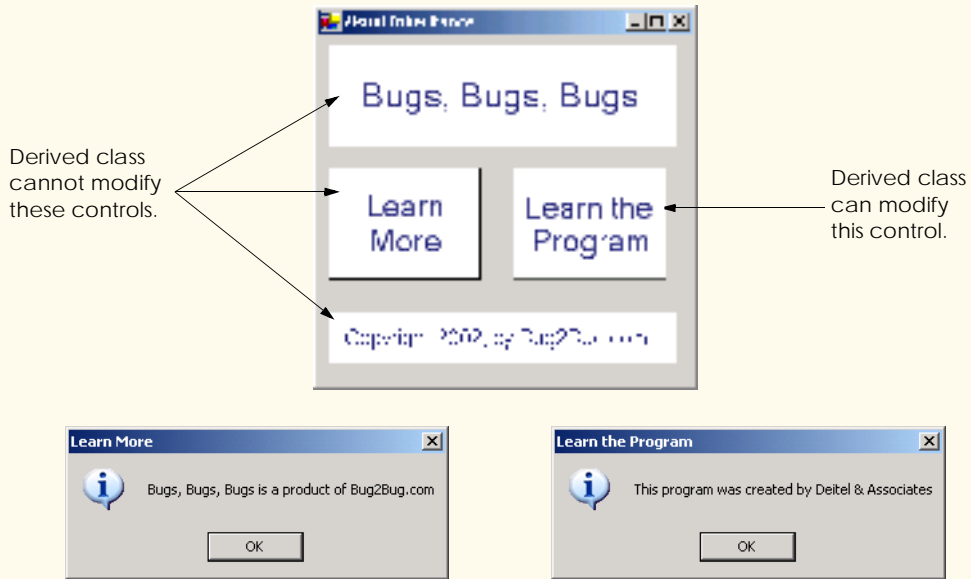 Bugs, Bugs, Bugs
Derived class
cannot modify
these controls.
Learn
More
Learn the
Program
Derived class
can modify
this control.
2002, by
Learn More
Bugs, Bugs, Bugs is a product of Bug2Bug.com
OK
Learn the Program
This program was created by Deitel & Associates
OK